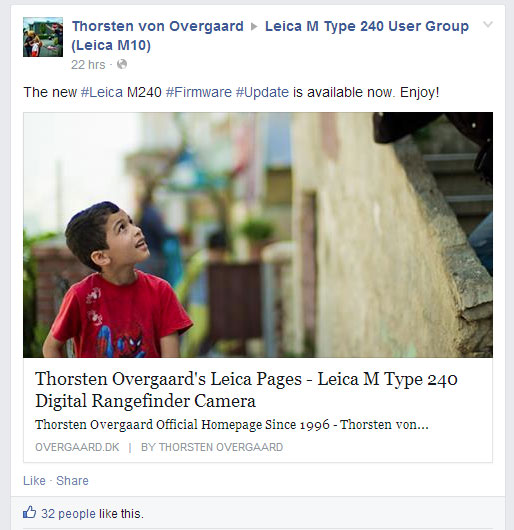 Thorsten von Overgaard ▸ Leica M Type 240 User Group
(Leica M10)
22 hrs ·
The new #Leica M240 #Firmware #Update is available now. Enjoy!
Thorsten Overgaard's Leica Pages - Leica M Type 240
Digital Rangefinder Camera
Thorsten Overgaard Official Homepage Since 1996 - Thorsten von...
OVERGAARD.DK | BY THORSTEN OVERGAARD
Like · Share
32 people like this.